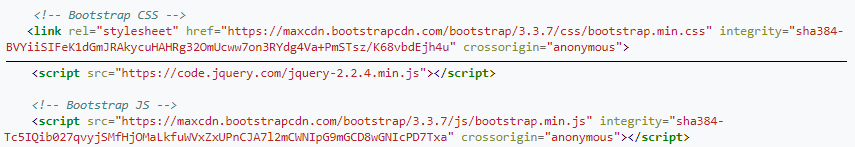 <!-- Bootstrap CSS -->
<link rel="stylesheet" href="https://maxcdn.bootstrapcdn.com/bootstrap/3.3.7/css/bootstrap.min.css" integrity="sha384-
BVYiiSIFeK1dGmJRAkycuHAHRg32OmUcww7on3RYdg4Va+PmSTsz/K68vbdEjh4u" crossorigin="anonymous">
<script src="https://code.jquery.com/jquery-2.2.4.min.js"></script>
<!-- Bootstrap JS -->
<script src="https://maxcdn.bootstrapcdn.com/bootstrap/3.3.7/js/bootstrap.min.js" integrity="sha384-
Tc5IQib027qvyjSMfHjOMaLkfuWVxZxUPnCJA7l2mCWNIpG9mGCD8wGNIcPD7Txa" crossorigin="anonymous"></script>